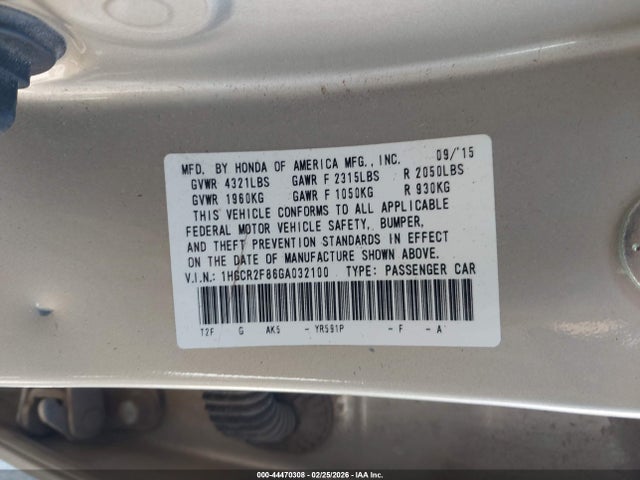 MFD. BY HONDA OF AMERICA MFG., INC. 09/'15
GVWR 4321LBS GAWR F 2315LBS R 2050LBS
GVWR 1960KG GAWR F 1050KG R 930KG
THIS VEHICLE CONFORMS TO ALL APPLICABLE
FEDERAL MOTOR VEHICLE SAFETY, BUMPER,
AND THEFT PREVENTION STANDARDS IN EFFECT
ON THE DATE OF MANUFACTURE SHOWN ABOVE.
V.I.N.: 1HGCR2F86GA032100 TYPE: PASSENGER CAR
T2F G AK5 - YR591P - F - A
000-44470308 | 02/25/2026 | IAA Inc.